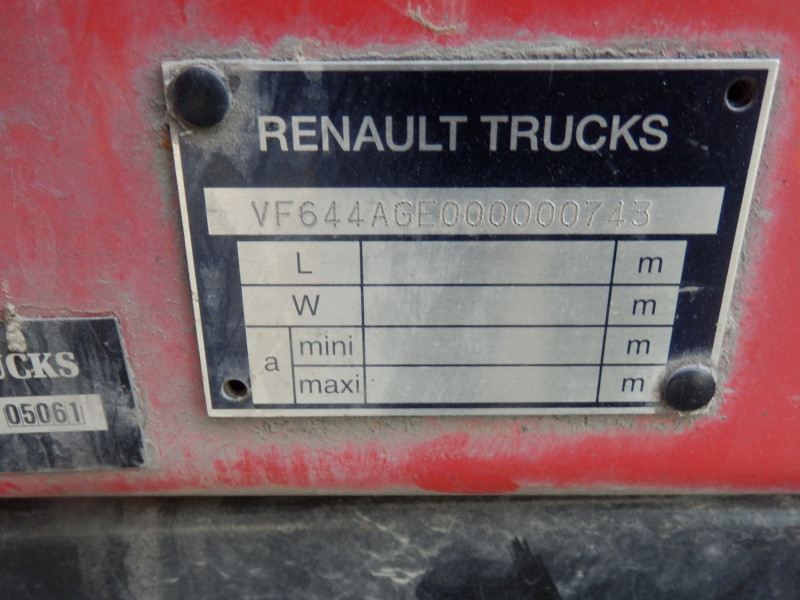 RENAULT TRUCKS
VF644AGE000000743
L m
W m
a mini m
maxi m
UCKS
05061